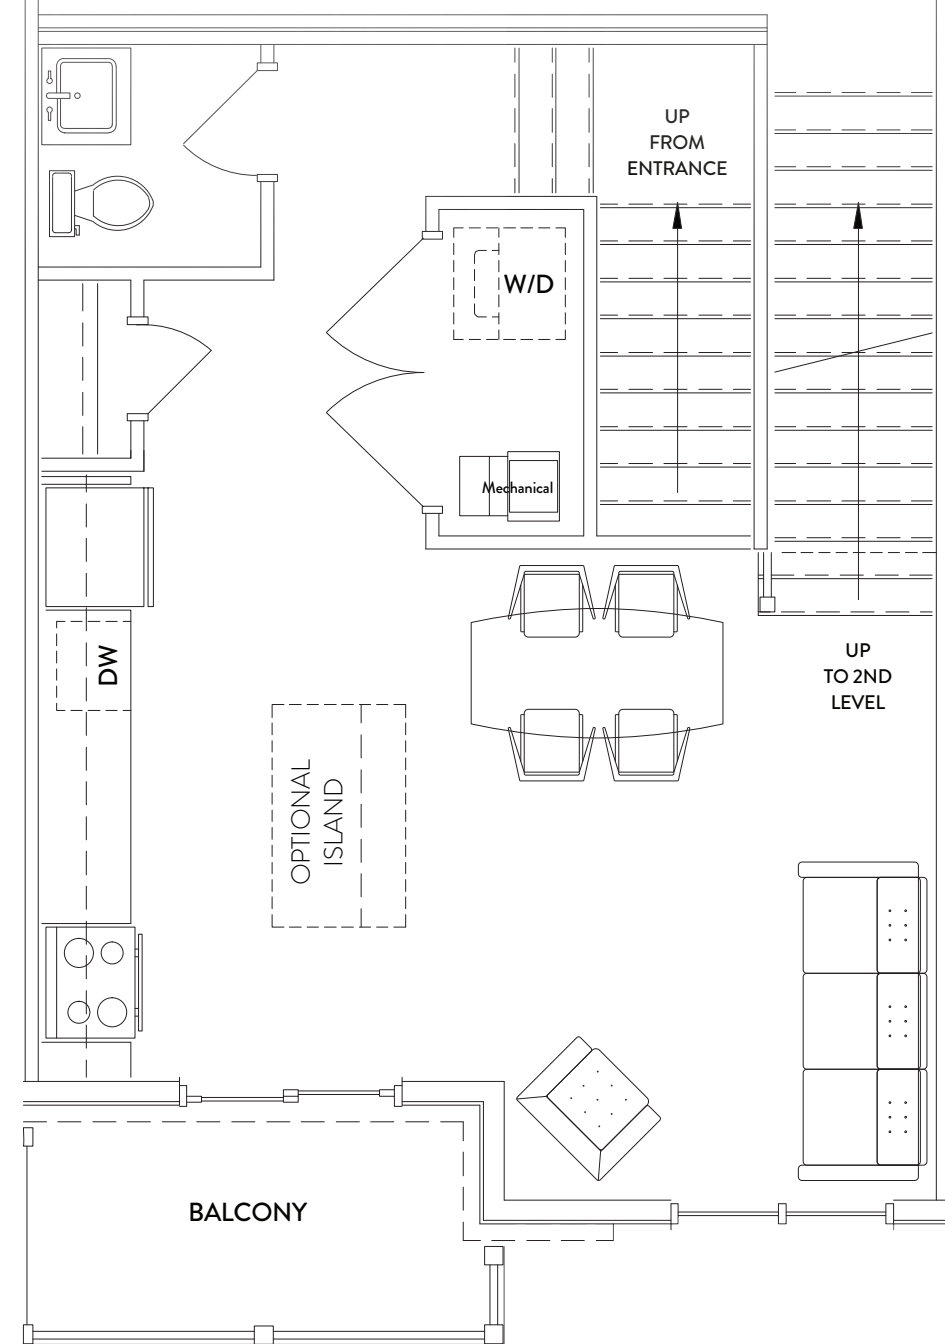 UP
FROM
ENTRANCE
W/D
Mechanical
DW
UP
TO 2ND
LEVEL
OPTIONAL
ISLAND
BALCONY